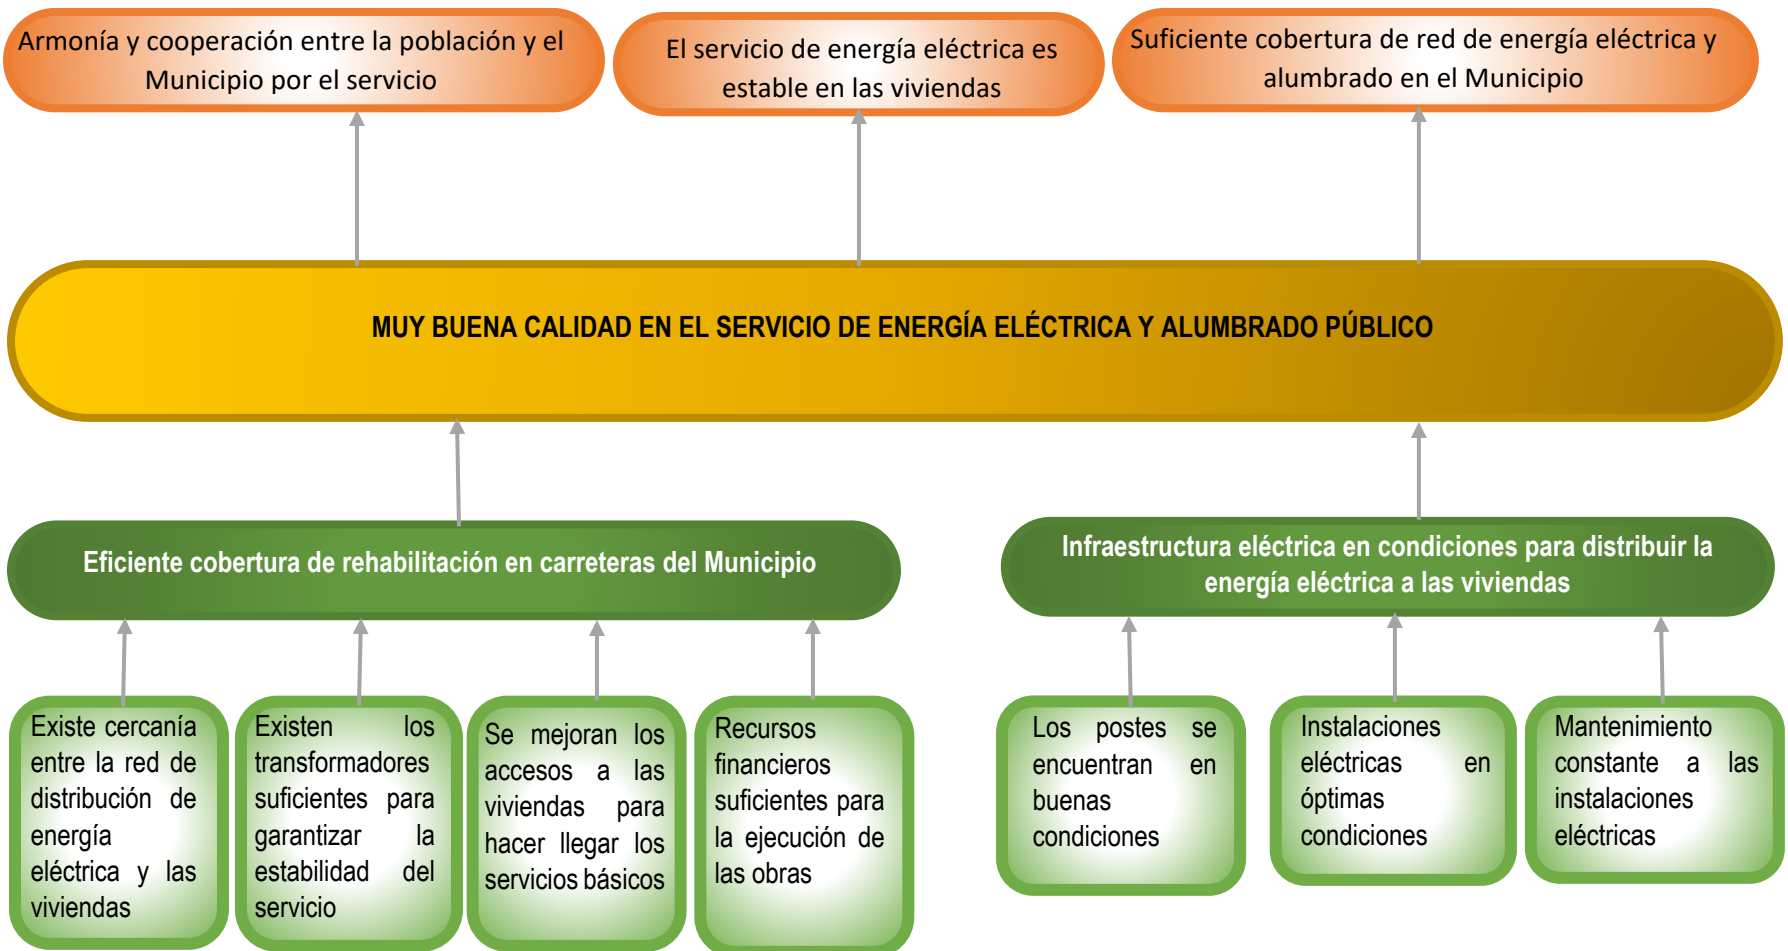 Armonía y cooperación entre la población y el
Municipio por el servicio
El servicio de energía eléctrica es
estable en las viviendas
Suficiente cobertura de red de energía eléctrica y
alumbrado en el Municipio
MUY BUENA CALIDAD EN EL SERVICIO DE ENERGÍA ELÉCTRICA Y ALUMBRADO PÚBLICO
Eficiente cobertura de rehabilitación en carreteras del Municipio
Infraestructura eléctrica en condiciones para distribuir la
energía eléctrica a las viviendas
Existe cercanía
entre la red de
distribución de
energía
eléctrica y las
viviendas
Existen los
transformadores
suficientes para
garantizar la
estabilidad del
servicio
Se mejoran los
accesos a las
viviendas para
hacer llegar los
servicios básicos
Recursos
financieros
suficientes para
la ejecución de
las obras
Los postes se
encuentran en
buenas
condiciones
Instalaciones
eléctricas en
óptimas
condiciones
Mantenimiento
constante a las
instalaciones
eléctricas